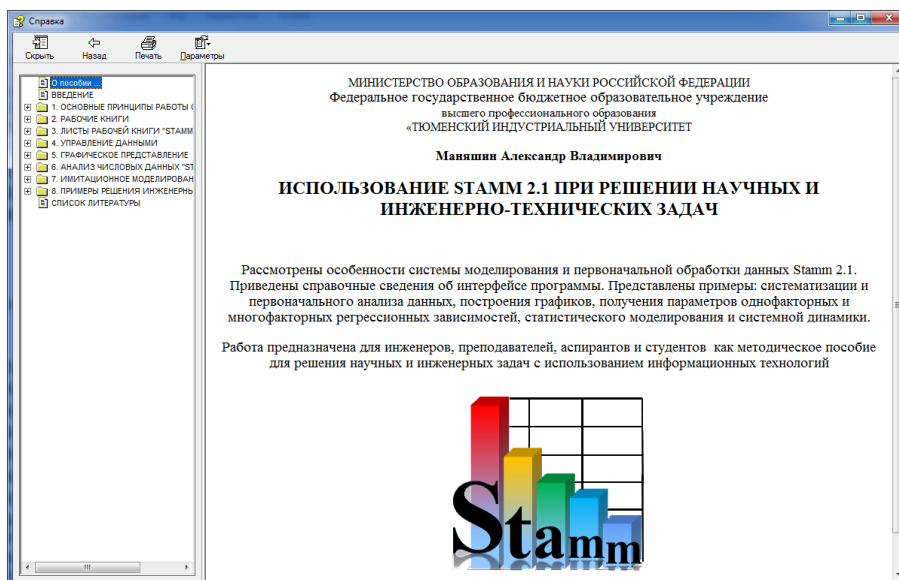 Справка
Скрыть
Назад
Печать
Параметры
О пособии ...
ВВЕДЕНИЕ
1. ОСНОВНЫЕ ПРИНЦИПЫ РАБОТЫ (
2. РАБОЧИЕ КНИГИ
3. ЛИСТЫ РАБОЧЕЙ КНИГИ "STAMM
4. УПРАВЛЕНИЕ ДАННЫМИ
5. ГРАФИЧЕСКОЕ ПРЕДСТАВЛЕНИЕ
6. АНАЛИЗ ЧИСЛОВЫХ ДАННЫХ "ST
7. ИМИТАЦИОННОЕ МОДЕЛИРОВАН
8. ПРИМЕРЫ РЕШЕНИЯ ИНЖЕНЕРНЬ
СПИСОК ЛИТЕРАТУРЫ
МИНИСТЕРСТВО ОБРАЗОВАНИЯ И НАУКИ РОССИЙСКОЙ ФЕДЕРАЦИИ
Федеральное государственное бюджетное образовательное учреждение
высшего профессионального образования
«ТЮМЕНСКИЙ ИНДУСТРИАЛЬНЫЙ УНИВЕРСИТЕТ
Маняшин Александр Владимирович
ИСПОЛЬЗОВАНИЕ STAMM 2.1 ПРИ РЕШЕНИИ НАУЧНЫХ И
ИНЖЕНЕРНО-ТЕХНИЧЕСКИХ ЗАДАЧ
Рассмотрены особенности системы моделирования и первоначальной обработки данных Stamm 2.1.
Приведены справочные сведения об интерфейсе программы. Представлены примеры: систематизации и
первоначального анализа данных, построения графиков, получения параметров однофакторных и
многофакторных регрессионных зависимостей, статистического моделирования и системной динамики.
Работа предназначена для инженеров, преподавателей, аспирантов и студентов как методическое пособие
для решения научных и инженерных задач с использованием информационных технологий
Stamm